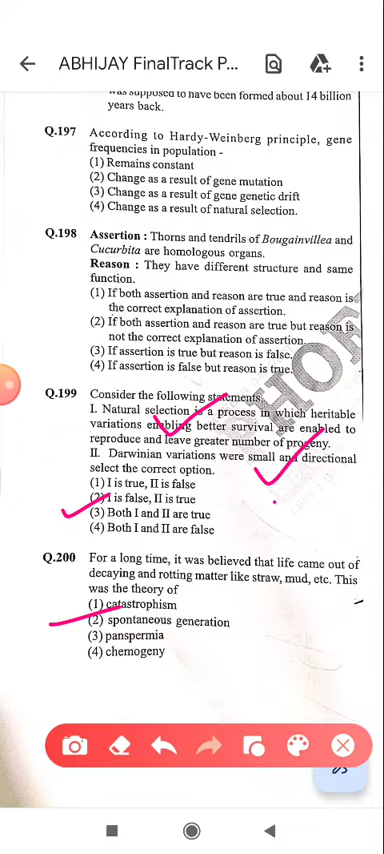 ABHIJAY FinalTrack P...
was supposed to have been formed about 14 billion
years back.
Q.197 According to Hardy-Weinberg principle, gene
frequencies in population -
(1) Remains constant
(2) Change as a result of gene mutation
(3) Change as a result of gene genetic drift
(4) Change as a result of natural selection.
Q.198 Assertion : Thorns and tendrils of Bougainvillea and
Cucurbita are homologous organs.
Reason : They have different structure and same
function.
(1) If both assertion and reason are true and reason is
the correct explanation of assertion.
(2) If both assertion and reason are true but reason is
not the correct explanation of assertion.
(3) If assertion is true but reason is false.
(4) If assertion is false but reason is true.
Q.199 Consider the following statements
I. Natural selection is a process in which heritable
variations enabling better survival are enabled to
reproduce and leave greater number of progeny.
II. Darwinian variations were small and directional
select the correct option.
(1) I is true, II is false
(2) I is false, II is true
(3) Both I and II are true
(4) Both I and II are false
Q.200 For a long time, it was believed that life came out of
decaying and rotting matter like straw, mud, etc. This
was the theory of
(1) catastrophism
(2) spontaneous generation
(3) panspermia
(4) chemogeny